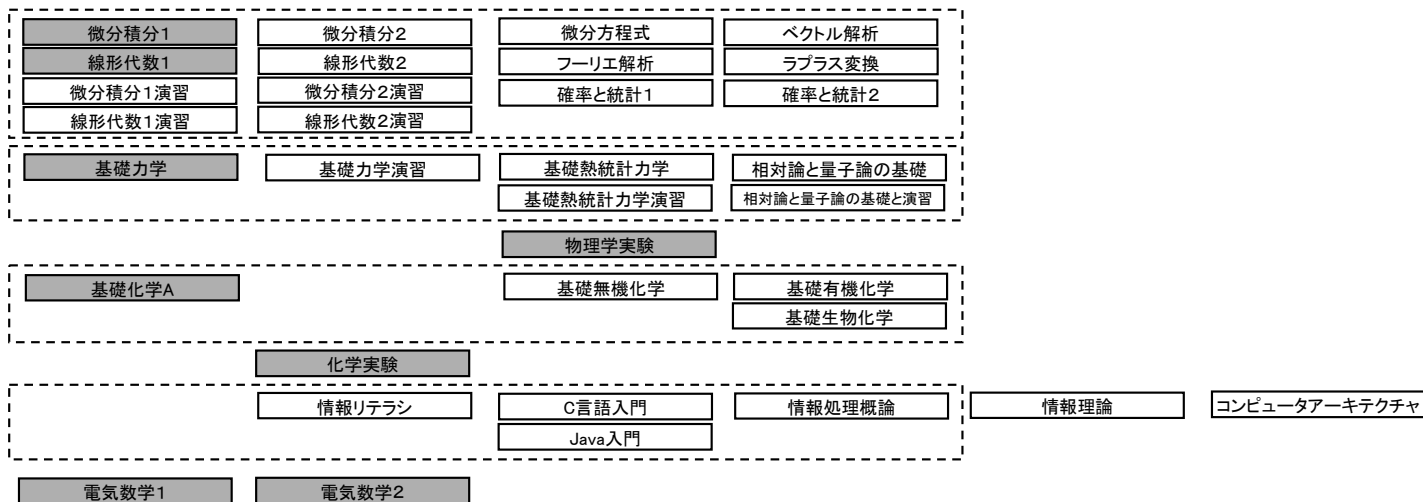 微分積分1
微分積分2
微分方程式
ベクトル解析
線形代数1
線形代数2
フーリエ解析
ラプラス変換
微分積分1演習
微分積分2演習
確率と統計1
確率と統計2
線形代数1演習
線形代数2演習
基礎力学
基礎力学演習
基礎熱統計力学
相対論と量子論の基礎
基礎熱統計力学演習
相対論と量子論の基礎と演習
物理学実験
基礎化学A
基礎無機化学
基礎有機化学
基礎生物化学
化学実験
情報リテラシ
C言語入門
情報処理概論
情報理論
コンピュータアーキテクチャ
Java入門
電気数学1
電気数学2